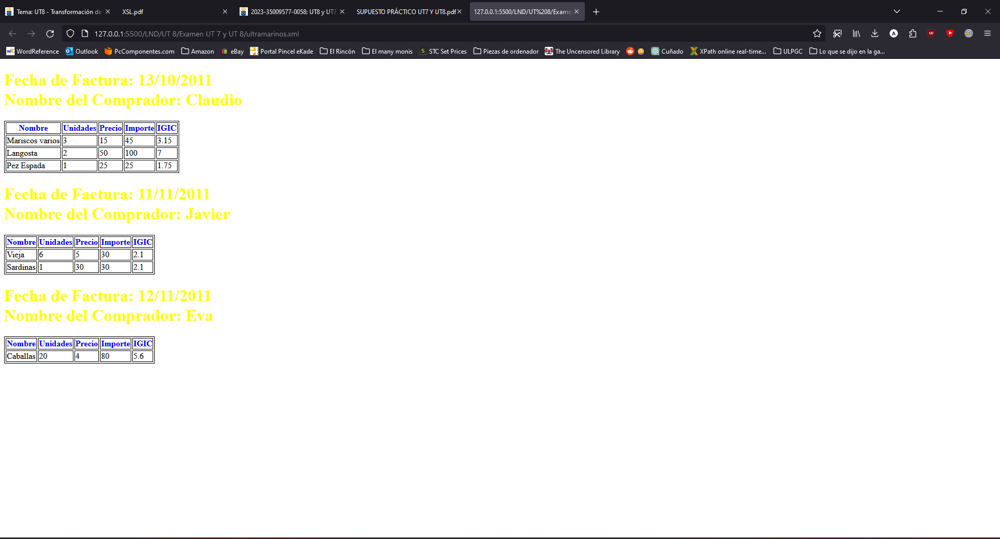 Tema: UT8 - Transformación de
XSL.pdf
2023-35009577-0058: UT8 y UT7
SUPUESTO PRÁCTICO UT7 Y UT8.pdf
127.0.0.1:5500/LND/UT%208/Exame
127.0.0.1:5500/LND/UT 8/Examen UT 7 y UT 8/ultramarinos.xml
WordReference
Outlook
PcComponentes.com
Amazon
eBay
Portal Pincel eKade
El Rincón
El many monis
STC Set Prices
Piezas de ordenador
The Uncensored Library
Cuñado
XPath online real-time...
ULPGC
Lo que se dijo en la ga...
Fecha de Factura: 13/10/2011
Nombre del Comprador: Claudio
Nombre Unidades Precio Importe IGIC
Mariscos varios 3 15 45 3.15
Langosta 2 50 100 7
Pez Espada 1 25 25 1.75
Fecha de Factura: 11/11/2011
Nombre del Comprador: Javier
Nombre Unidades Precio Importe IGIC
Vieja 6 5 30 2.1
Sardinas 1 30 30 2.1
Fecha de Factura: 12/11/2011
Nombre del Comprador: Eva
Nombre Unidades Precio Importe IGIC
Caballas 20 4 80 5.6